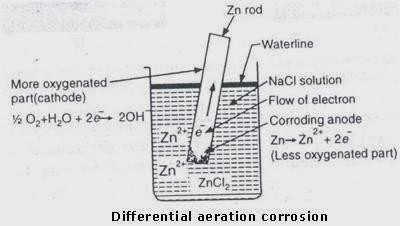 Zn rod
Waterline
More oxygenated
part(cathode)
½ O₂+H₂O + 2e⁻→ 2OH⁻
NaCl solution
Flow of electron
Corroding anode
Zn→Zn²⁺ + 2e⁻
(Less oxygenated part)
Zn²⁺
e⁻
Zn²⁺
ZnCl₂
Differential aeration corrosion